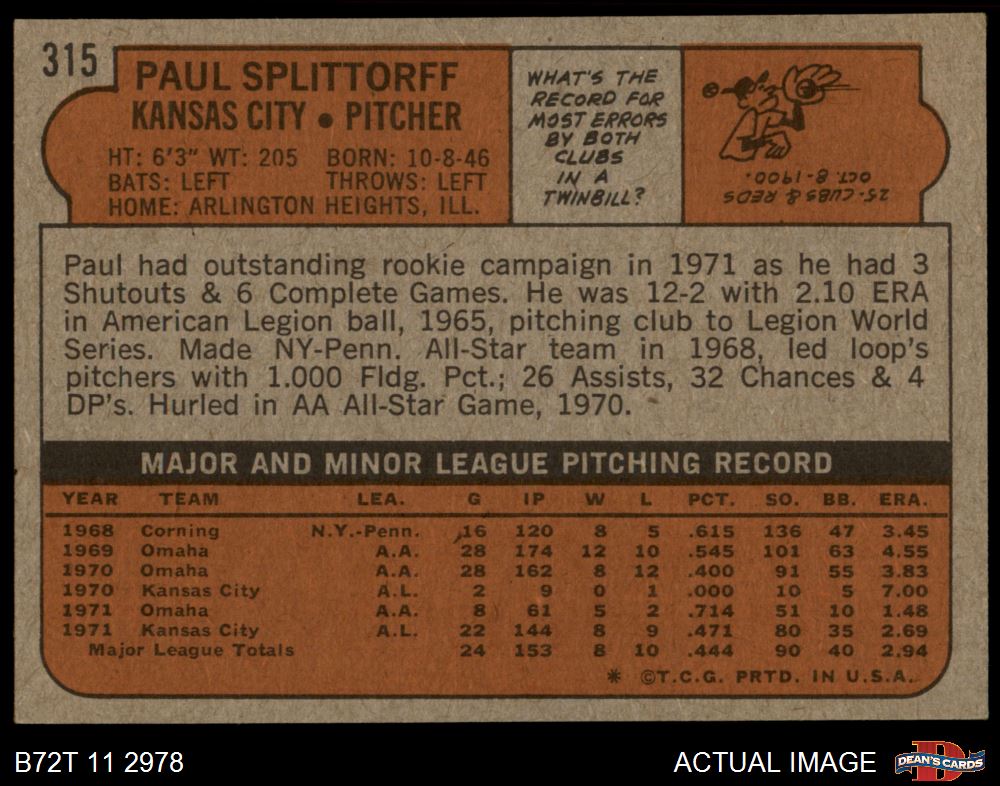 315
PAUL SPLITTORFF
KANSAS CITY • PITCHER
HT: 6'3" WT: 205 BORN: 10-8-46
BATS: LEFT THROWS: LEFT
HOME: ARLINGTON HEIGHTS, ILL.
WHAT'S THE
RECORD FOR
MOST ERRORS
BY BOTH
CLUBS
IN A
TWINBILL?
25-CUBS & REDS
OCT. 8-1900.
Paul had outstanding rookie campaign in 1971 as he had 3
Shutouts & 6 Complete Games. He was 12-2 with 2.10 ERA
in American Legion ball, 1965, pitching club to Legion World
Series. Made NY-Penn. All-Star team in 1968, led loop's
pitchers with 1.000 Fldg. Pct.; 26 Assists, 32 Chances & 4
DP's. Hurled in AA All-Star Game, 1970.
MAJOR AND MINOR LEAGUE PITCHING RECORD
YEAR TEAM LEA. G IP W L PCT. SO. BB. ERA.
1968 Corning N.Y.-Penn. 16 120 8 5 .615 136 47 3.45
1969 Omaha A.A. 28 174 12 10 .545 101 63 4.55
1970 Omaha A.A. 28 162 8 12 .400 91 55 3.83
1970 Kansas City A.L. 2 9 0 1 .000 10 5 7.00
1971 Omaha A.A. 8 61 5 2 .714 51 10 1.48
1971 Kansas City A.L. 22 144 8 9 .471 80 35 2.69
Major League Totals 24 153 8 10 .444 90 40 2.94
* ©T.C.G. PRTD. IN U.S.A.
B72T 11 2978
ACTUAL IMAGE
DEAN'S CARDS